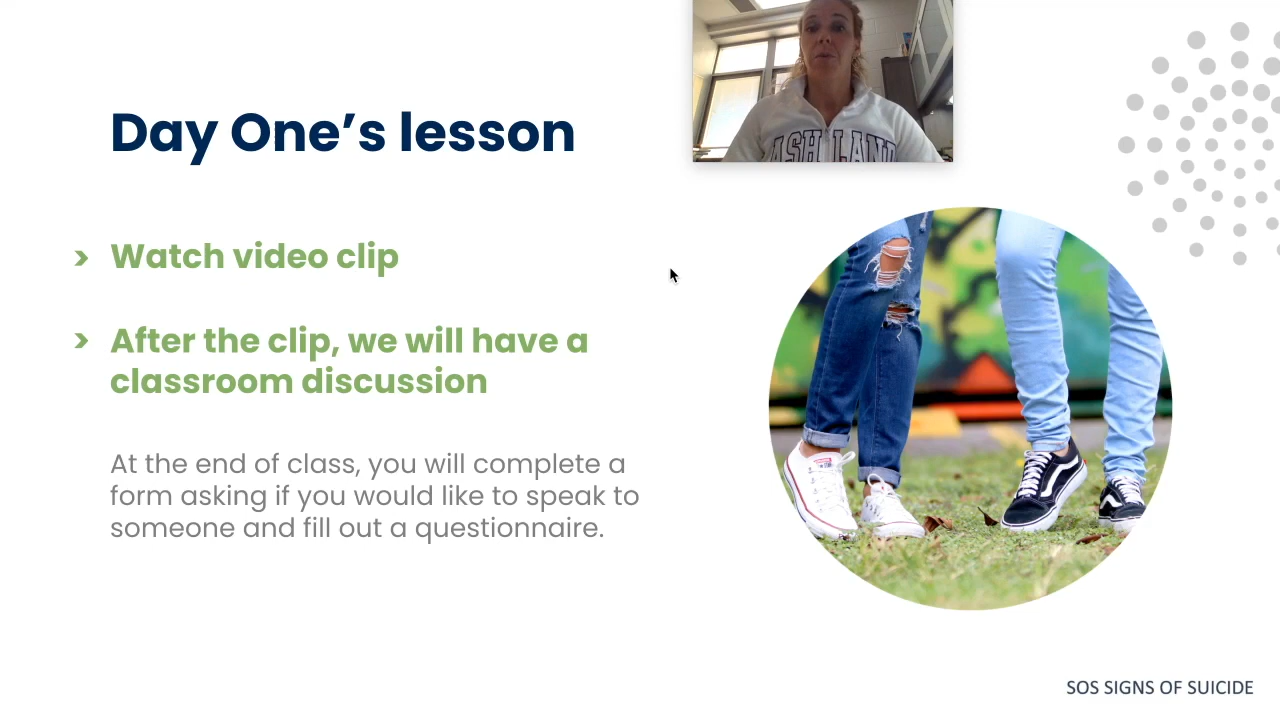 Day One’s lesson
ASHLAND
> Watch video clip
> After the clip, we will have a
classroom discussion
At the end of class, you will complete a
form asking if you would like to speak to
someone and fill out a questionnaire.
SOS SIGNS OF SUICIDE